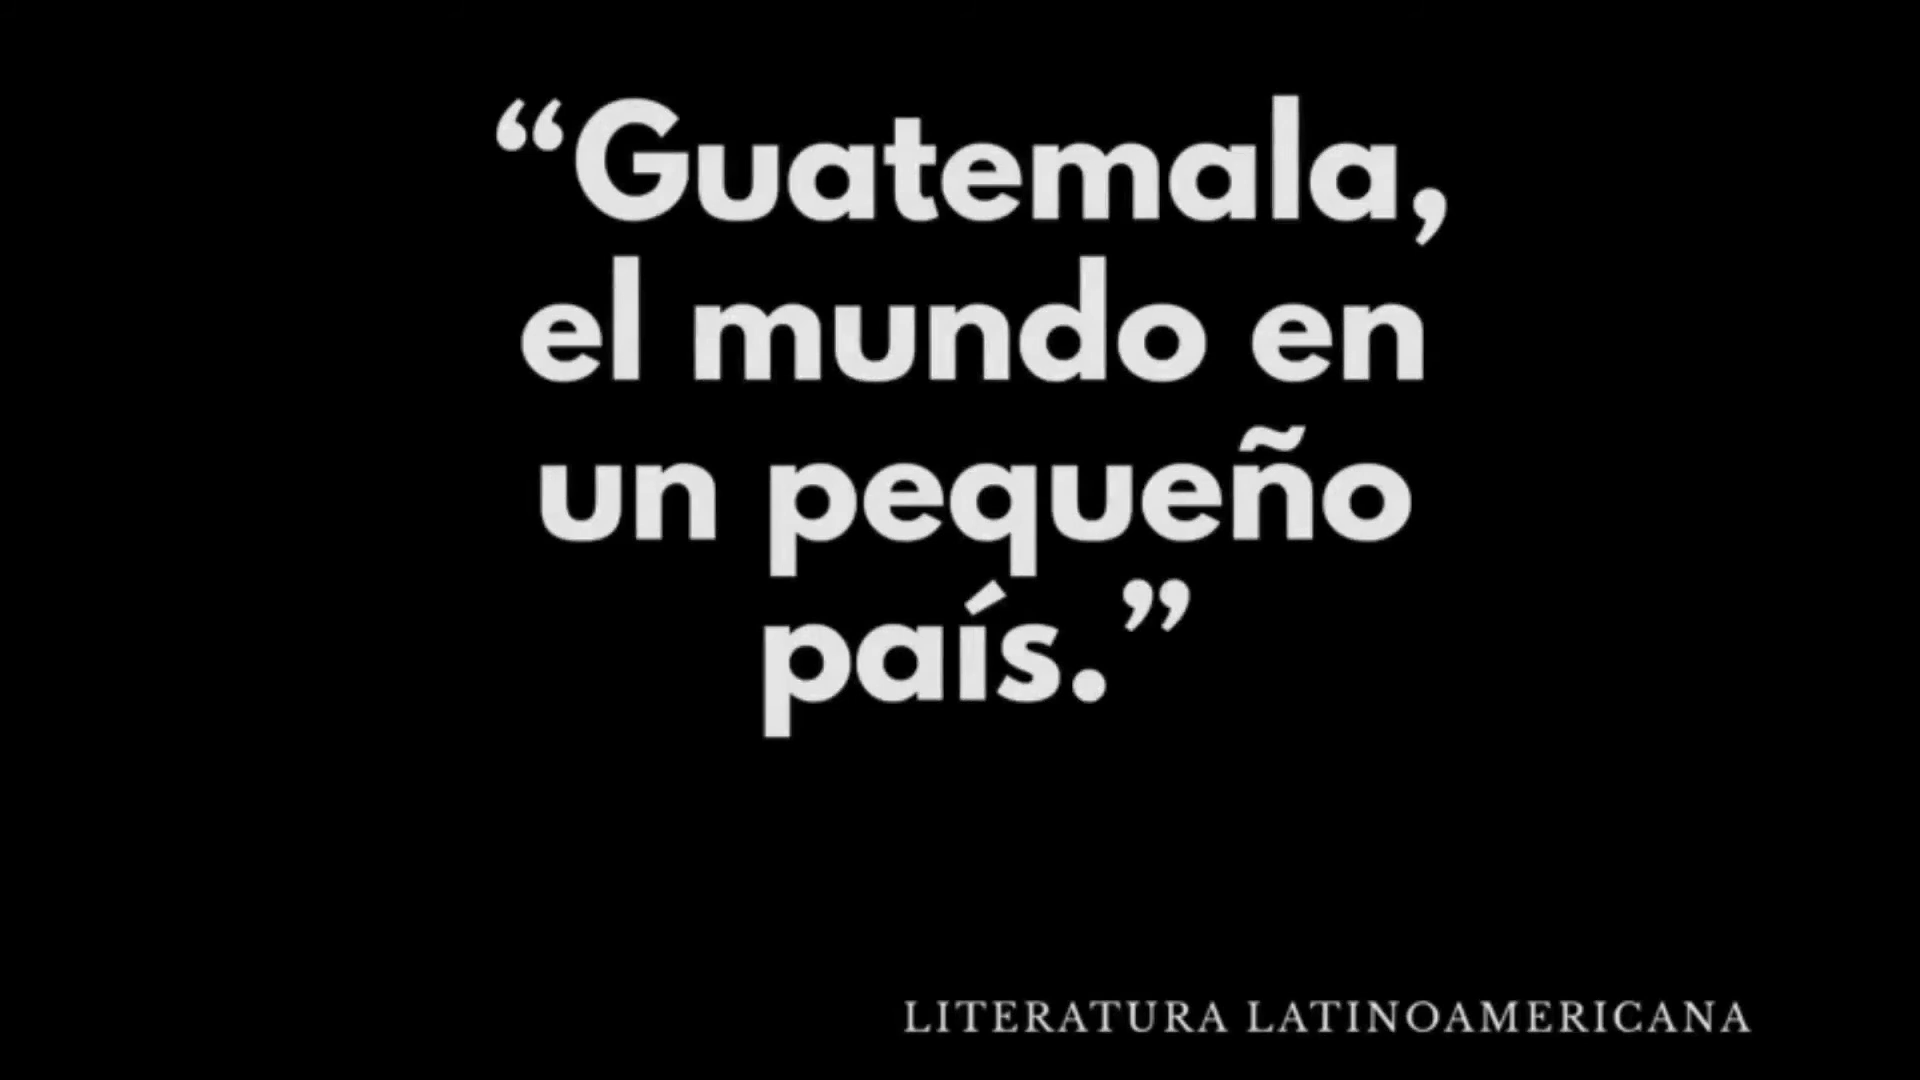 “Guatemala,
el mundo en
un pequeño
país.”
LITERATURA LATINOAMERICANA